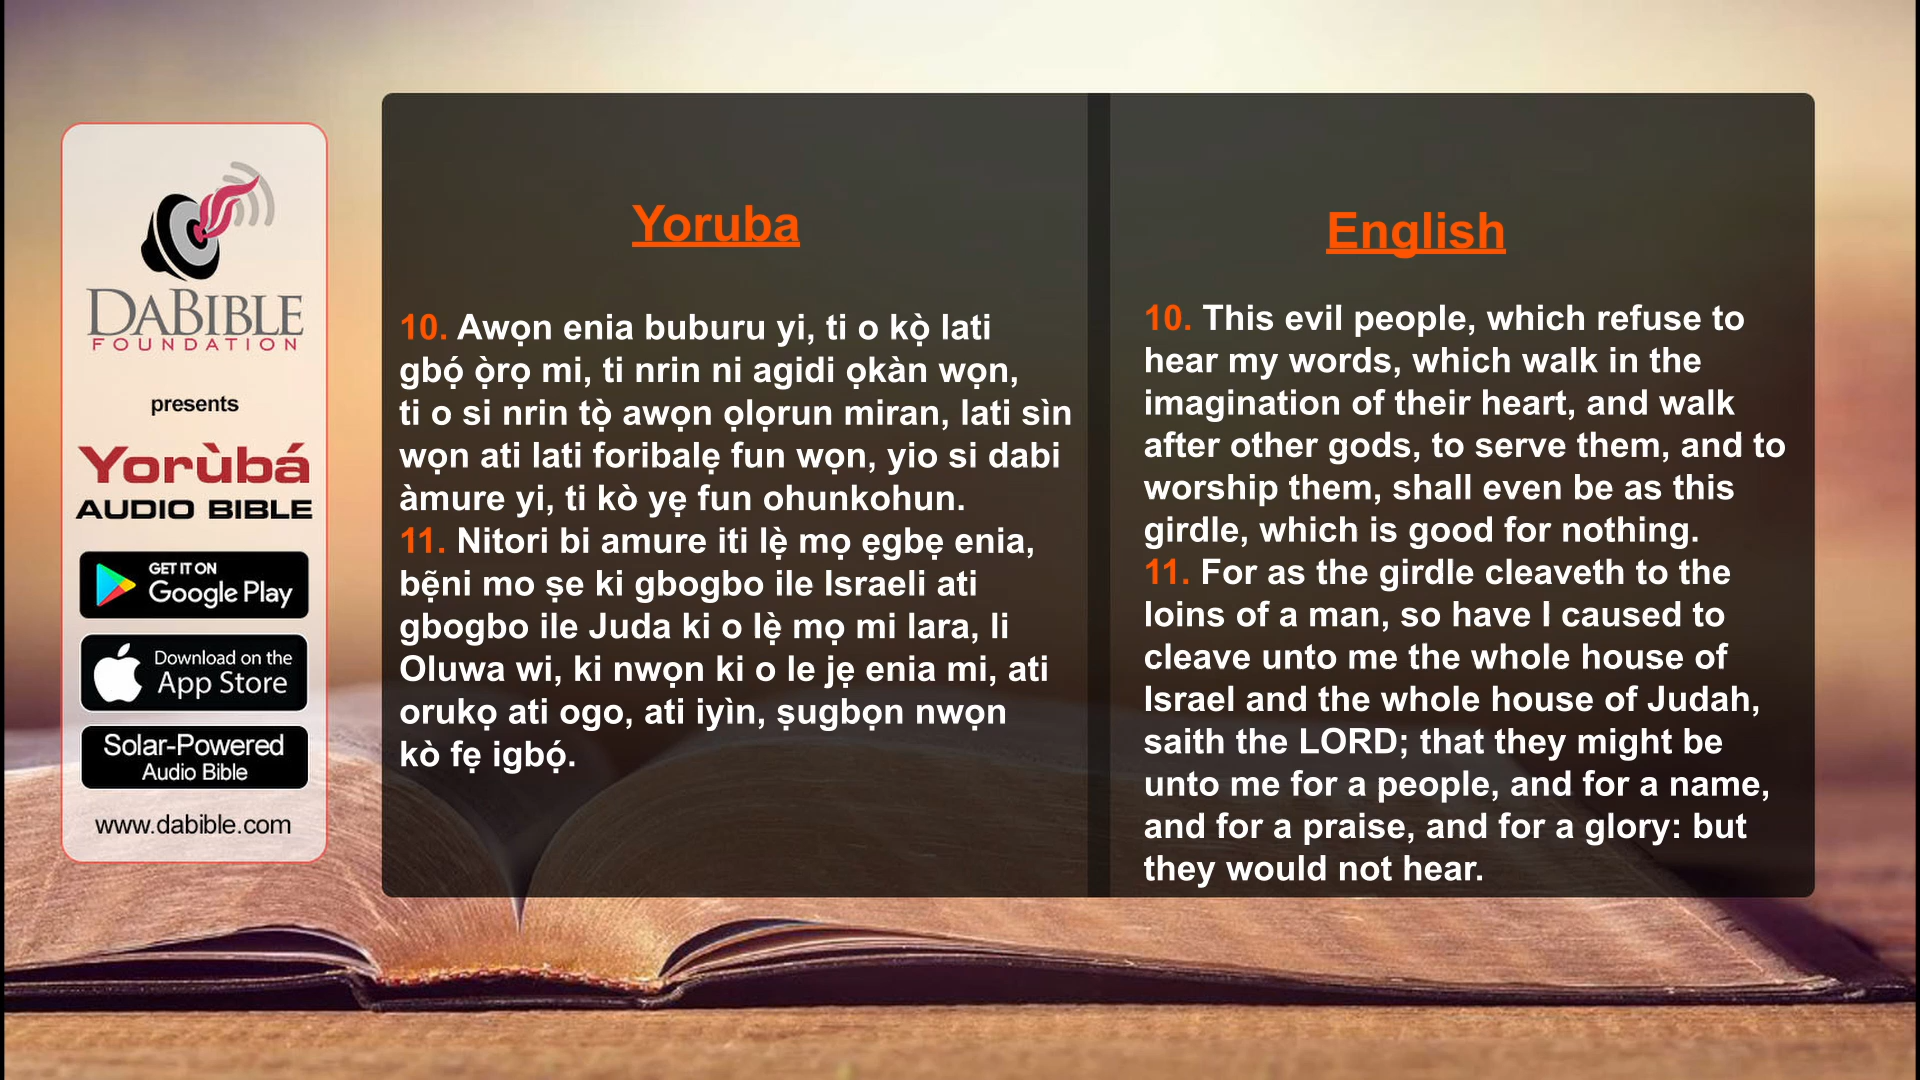 DABIBLE
FOUNDATION
presents
Yorùbá
AUDIO BIBLE
GET IT ON
Google Play
Download on the
App Store
Solar-Powered
Audio Bible
www.dabible.com
Yoruba
10. Awọn enia buburu yi, ti o kọ̀ lati
gbọ́ ọ̀rọ mi, ti nrin ni agidi ọkàn wọn,
ti o si nrin tọ̀ awọn ọlọrun miran, lati sìn
wọn ati lati foribalẹ fun wọn, yio si dabi
àmure yi, ti kò yẹ fun ohunkohun.
11. Nitori bi amure iti lẹ̀ mọ ẹgbẹ enia,
bẹ̃ni mo ṣe ki gbogbo ile Israeli ati
gbogbo ile Juda ki o lẹ̀ mọ mi lara, li
Oluwa wi, ki nwọn ki o le jẹ enia mi, ati
orukọ ati ogo, ati iyìn, ṣugbọn nwọn
kò fẹ igbọ́.
English
10. This evil people, which refuse to
hear my words, which walk in the
imagination of their heart, and walk
after other gods, to serve them, and to
worship them, shall even be as this
girdle, which is good for nothing.
11. For as the girdle cleaveth to the
loins of a man, so have I caused to
cleave unto me the whole house of
Israel and the whole house of Judah,
saith the LORD; that they might be
unto me for a people, and for a name,
and for a praise, and for a glory: but
they would not hear.